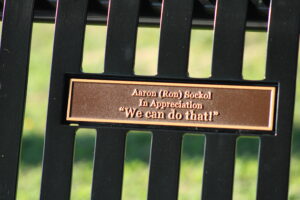 Aaron (Ron) Sockol
In Appreciation
"We can do that!"